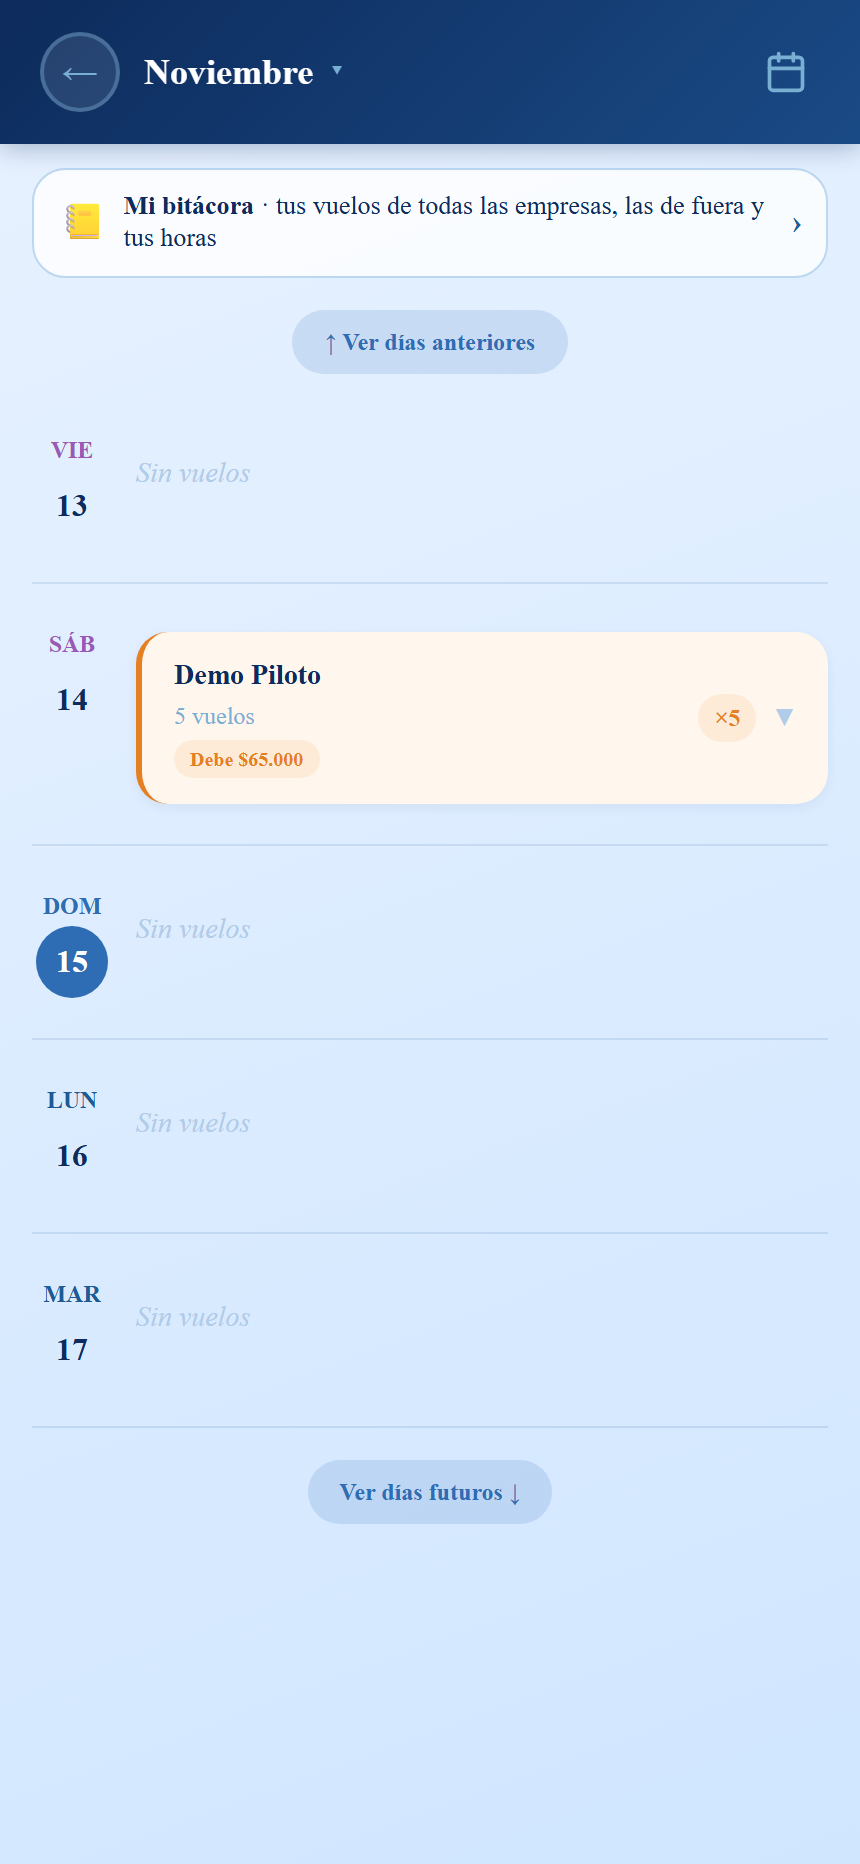 ← Noviembre ▼
Mi bitácora · tus vuelos de todas las empresas, las de fuera y
tus horas ›
↑ Ver días anteriores
VIE
13
Sin vuelos
SÁB
14
Demo Piloto
5 vuelos
Debe $65.000
×5 ▼
DOM
15
Sin vuelos
LUN
16
Sin vuelos
MAR
17
Sin vuelos
Ver días futuros ↓